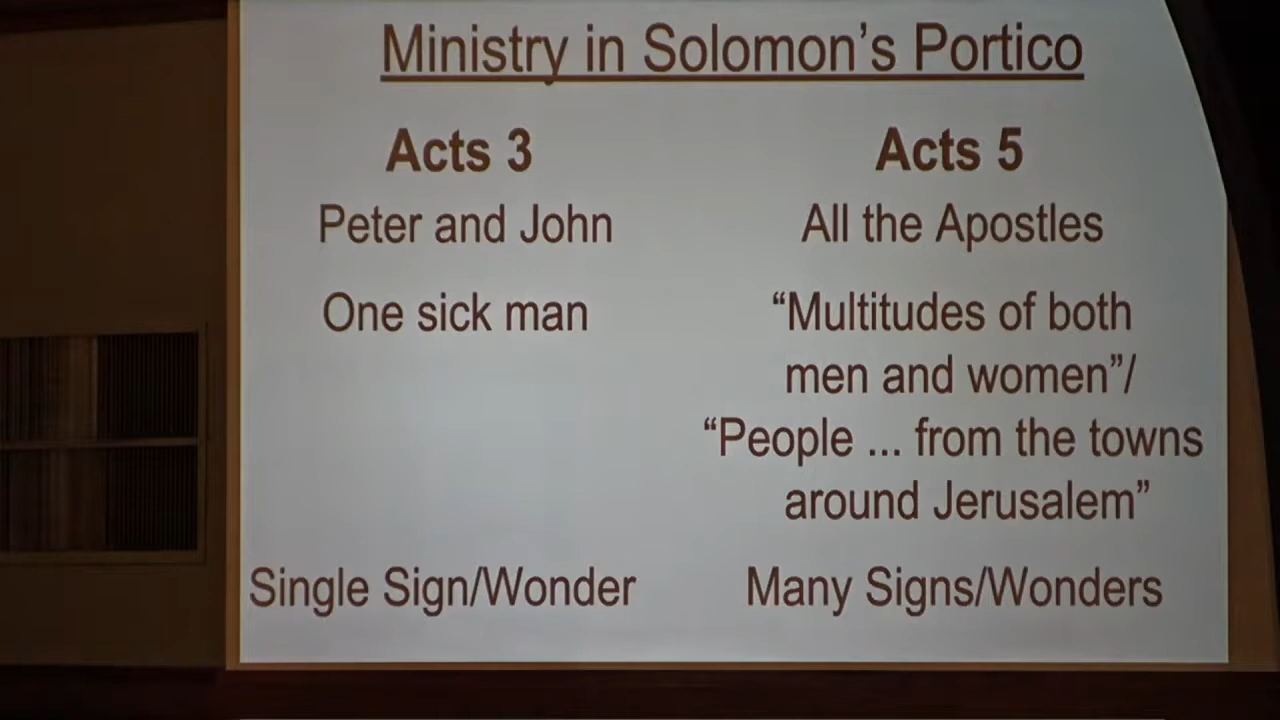 Ministry in Solomon’s Portico
Acts 3
Acts 5
Peter and John
All the Apostles
One sick man
“Multitudes of both
men and women”/
“People ... from the towns
around Jerusalem”
Single Sign/Wonder
Many Signs/Wonders